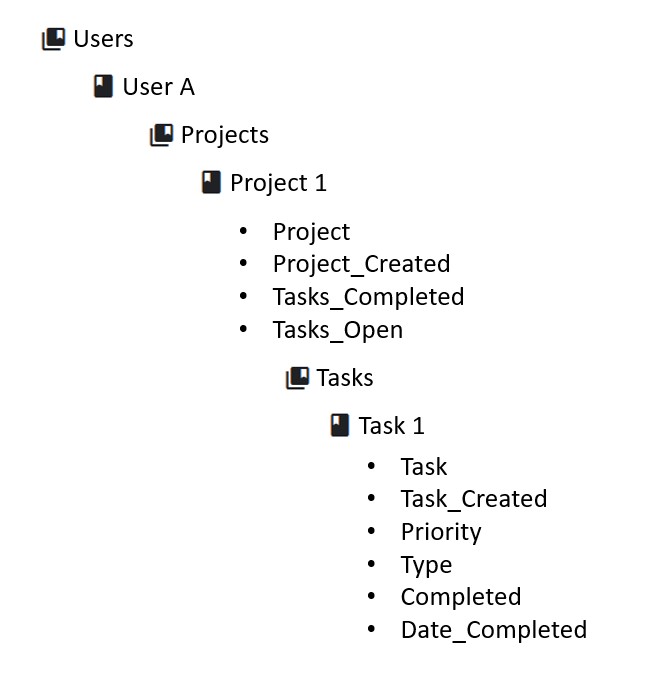 Users
User A
Projects
Project 1
• Project
• Project_Created
• Tasks_Completed
• Tasks_Open
Tasks
Task 1
• Task
• Task_Created
• Priority
• Type
• Completed
• Date_Completed